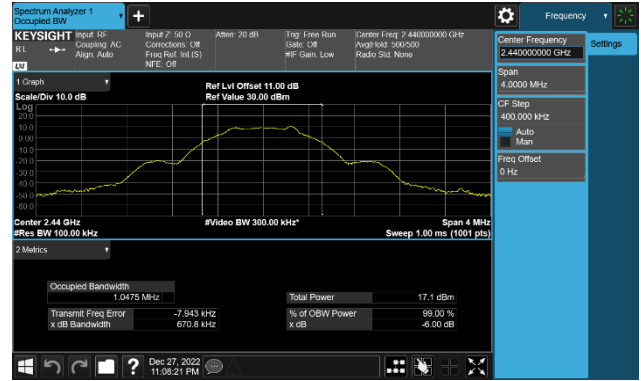 Spectrum Analyzer 1
Occupied BW
Frequency
KEYSIGHT
Input: RF
Coupling: AC
Align: Auto
Input Z: 50 Ω
Corrections: Off
Freq Ref: Int (S)
NFE: Off
Atten: 20 dB
Trig: Free Run
Gate: Off
#IF Gain: Low
Center Freq: 2.440000000 GHz
Avg|Hold: 500/500
Radio Std: None
RL
LXI
Center Frequency
2.440000000 GHz
Settings
Span
4.0000 MHz
CF Step
400.000 kHz
Auto
Man
Freq Offset
0 Hz
1 Graph
Scale/Div 10.0 dB
Ref Lvl Offset 11.00 dB
Ref Value 30.00 dBm
Log
20.0
10.0
0.00
-10.0
-20.0
-30.0
-40.0
-50.0
-60.0
Center 2.44 GHz
#Video BW 300.00 kHz*
Span 4 MHz
#Res BW 100.00 kHz
Sweep 1.00 ms (1001 pts)
2 Metrics
Occupied Bandwidth
1.0475 MHz
Total Power 17.1 dBm
Transmit Freq Error -7.943 kHz
% of OBW Power 99.00 %
x dB Bandwidth 670.8 kHz
x dB -6.00 dB
?
Dec 27, 2022
11:08:21 PM